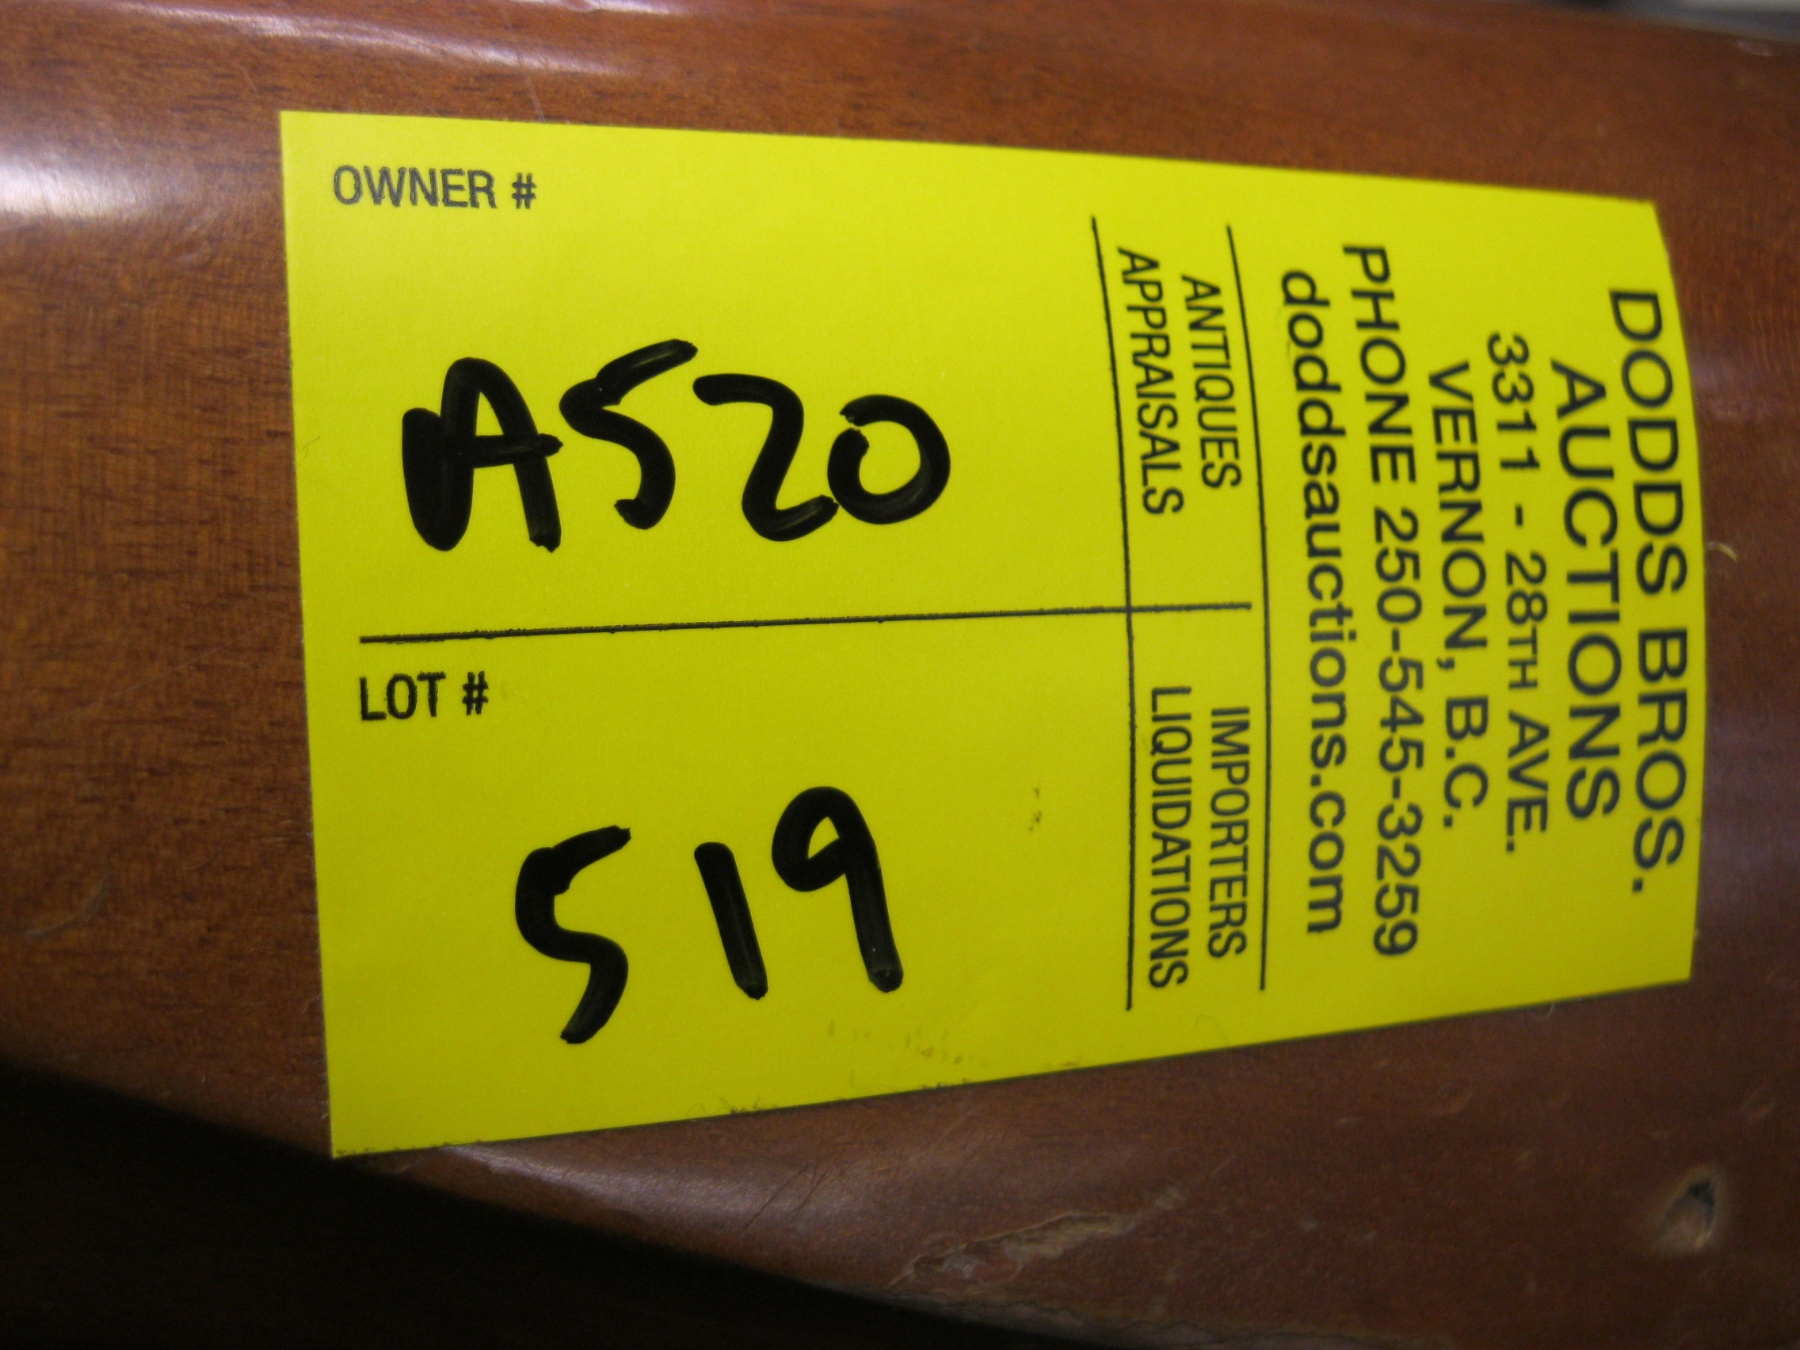 DODDS BROS.
AUCTIONS
3311 - 28TH AVE.
VERNON, B.C.
PHONE 250-545-3259
doddsauctions.com
ANTIQUES
APPRAISALS
IMPORTERS
LIQUIDATIONS
OWNER #
A520
LOT #
519